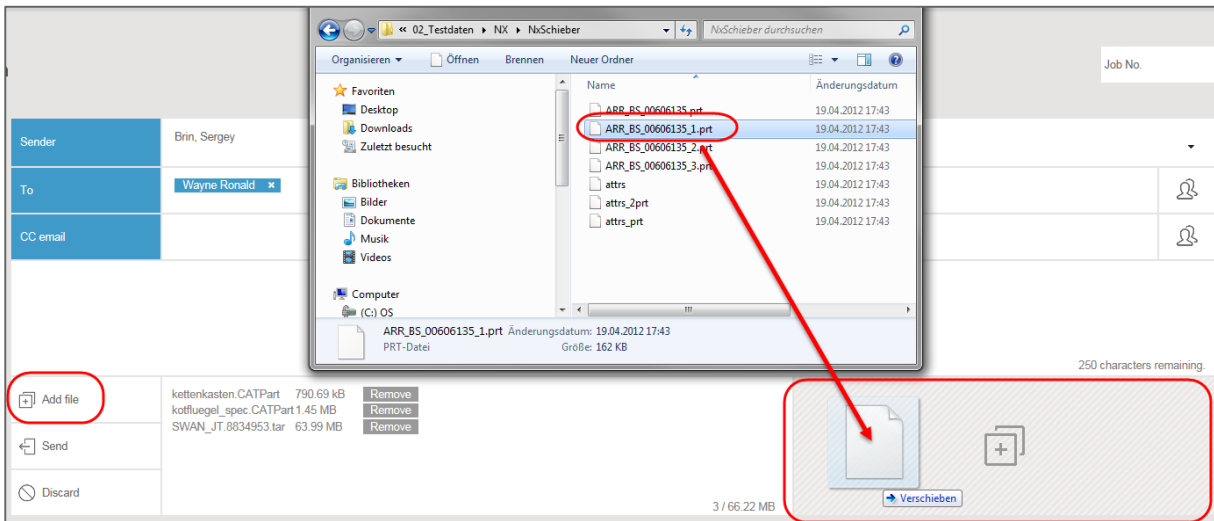 « 02_Testdaten ▸ NX ▸ NxSchieber
NxSchieber durchsuchen
Organisieren Öffnen Brennen Neuer Ordner
Job No.
Favoriten
Desktop
Downloads
Zuletzt besucht
Bibliotheken
Bilder
Dokumente
Musik
Videos
Computer
(C:) OS
Name Änderungsdatum
ARR_BS_00606135.prt 19.04.2012 17:43
ARR_BS_00606135_1.prt 19.04.2012 17:43
ARR_BS_00606135_2.prt 19.04.2012 17:43
ARR_BS_00606135_3.prt 19.04.2012 17:43
attrs 19.04.2012 17:43
attrs_2prt 19.04.2012 17:43
attrs_prt 19.04.2012 17:43
ARR_BS_00606135_1.prt Änderungsdatum: 19.04.2012 17:43
PRT-Datei Größe: 162 KB
Sender Brin, Sergey
To Wayne Ronald
CC email
250 characters remaining.
Add file
Send
Discard
kettenkasten.CATPart 790.69 kB Remove
kotfluegel_spec.CATPart 1.45 MB Remove
SWAN_JT.8834953.tar 63.99 MB Remove
3 / 66.22 MB
Verschieben